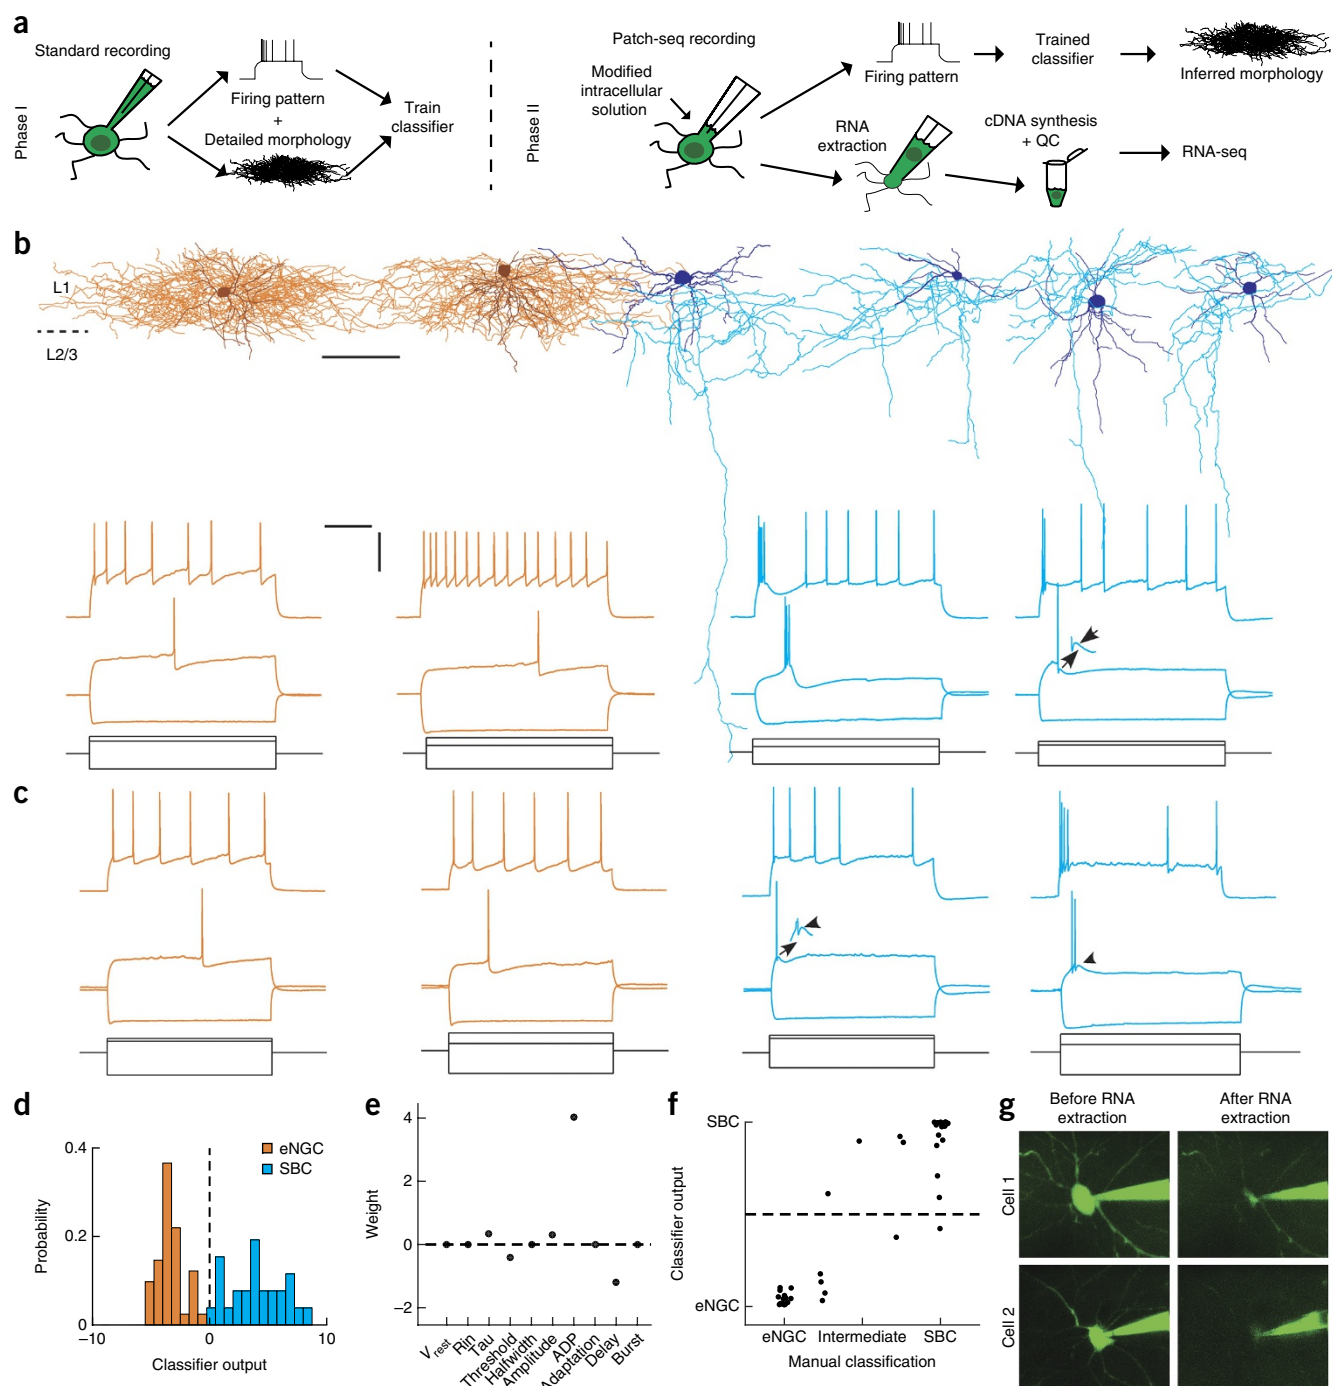 a
Standard recording
Phase I
Firing pattern
+
Detailed morphology
Train
classifier
Phase II
Patch-seq recording
Modified
intracellular
solution
Firing pattern
Trained
classifier
Inferred morphology
RNA
extraction
cDNA synthesis
+ QC
RNA-seq
b
L1
L2/3
c
d
Probability
0.4
0.2
0
−10
0
10
Classifier output
eNGC
SBC
e
Weight
4
2
0
−2
Vrest
Rin
Tau
Threshold
Halfwidth
Amplitude
ADP
Adaptation
Delay
Burst
f
Classifier output
SBC
eNGC
eNGC
Intermediate
SBC
Manual classification
g
Before RNA
extraction
After RNA
extraction
Cell 1
Cell 2